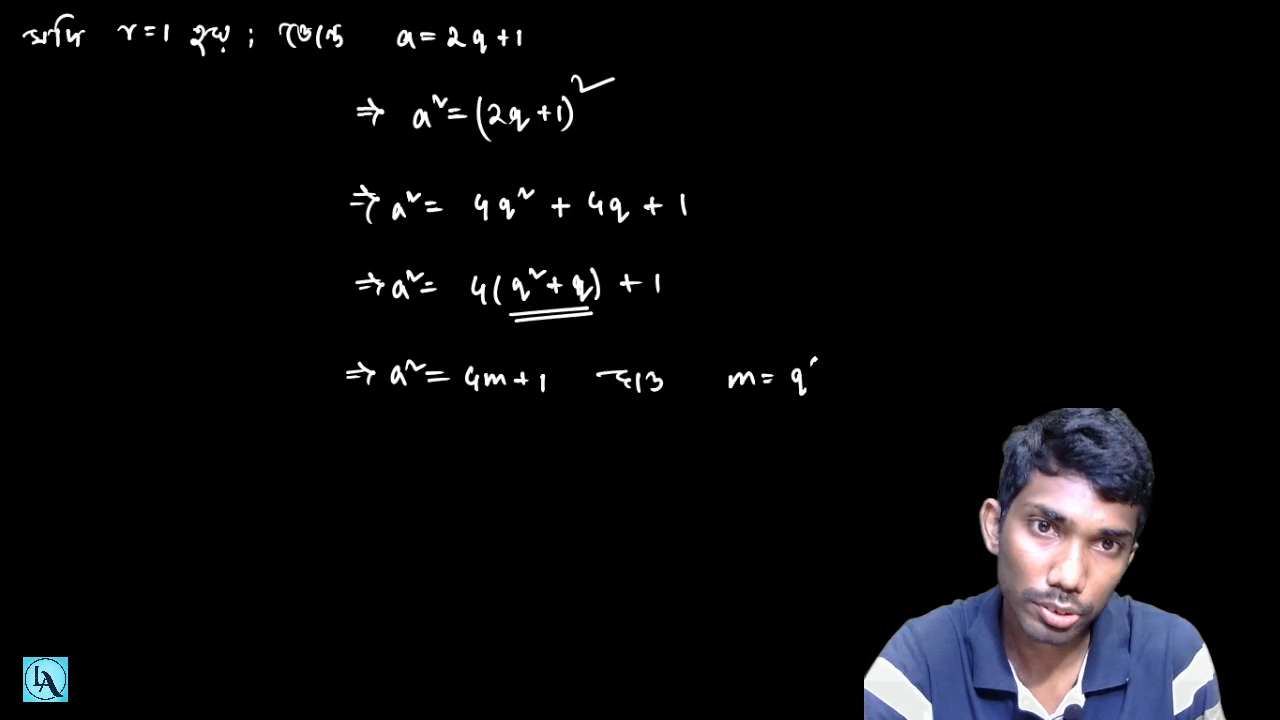 যদি r = 1 হয় ; তবে a = 2q + 1
⇒ a² = (2q + 1)²
⇒ a² = 4q² + 4q + 1
⇒ a² = 4(q² + q) + 1
⇒ a² = 4m + 1 m = q
LA